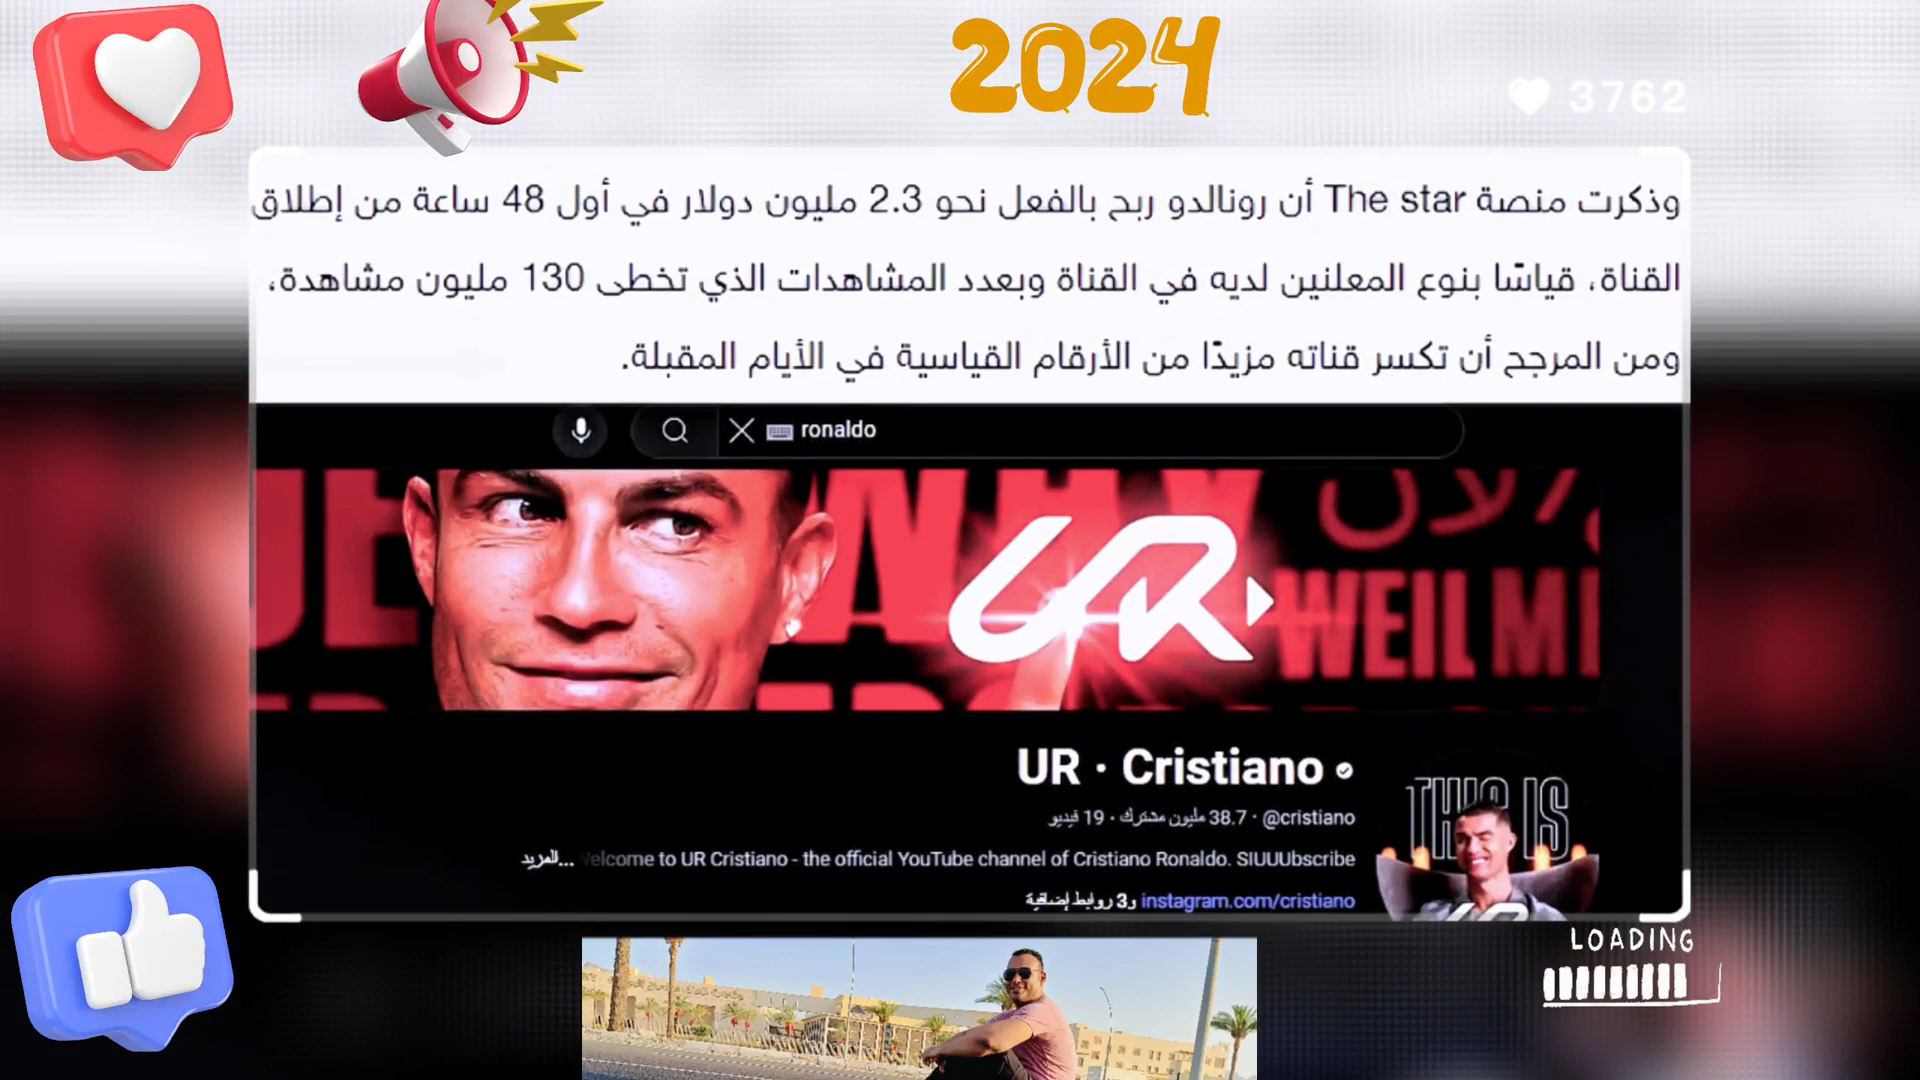 2024
3762
وذكرت منصة The star أن رونالدو ربح بالفعل نحو 2.3 مليون دولار في أول 48 ساعة من إطلاق
القناة، قياسًا بنوع المعلنين لديه في القناة وبعدد المشاهدات الذي تخطى 130 مليون مشاهدة،
ومن المرجح أن تكسر قناته مزيدًا من الأرقام القياسية في الأيام المقبلة.
ronaldo
UR
WEIL MI
UR · Cristiano
@cristiano · 38.7 مليون مشترك · 19 فيديو
Welcome to UR Cristiano - the official YouTube channel of Cristiano Ronaldo. SIUUUbscribe ...المزيد
instagram.com/cristiano و3 روابط إضافية
THIS IS
LOADING